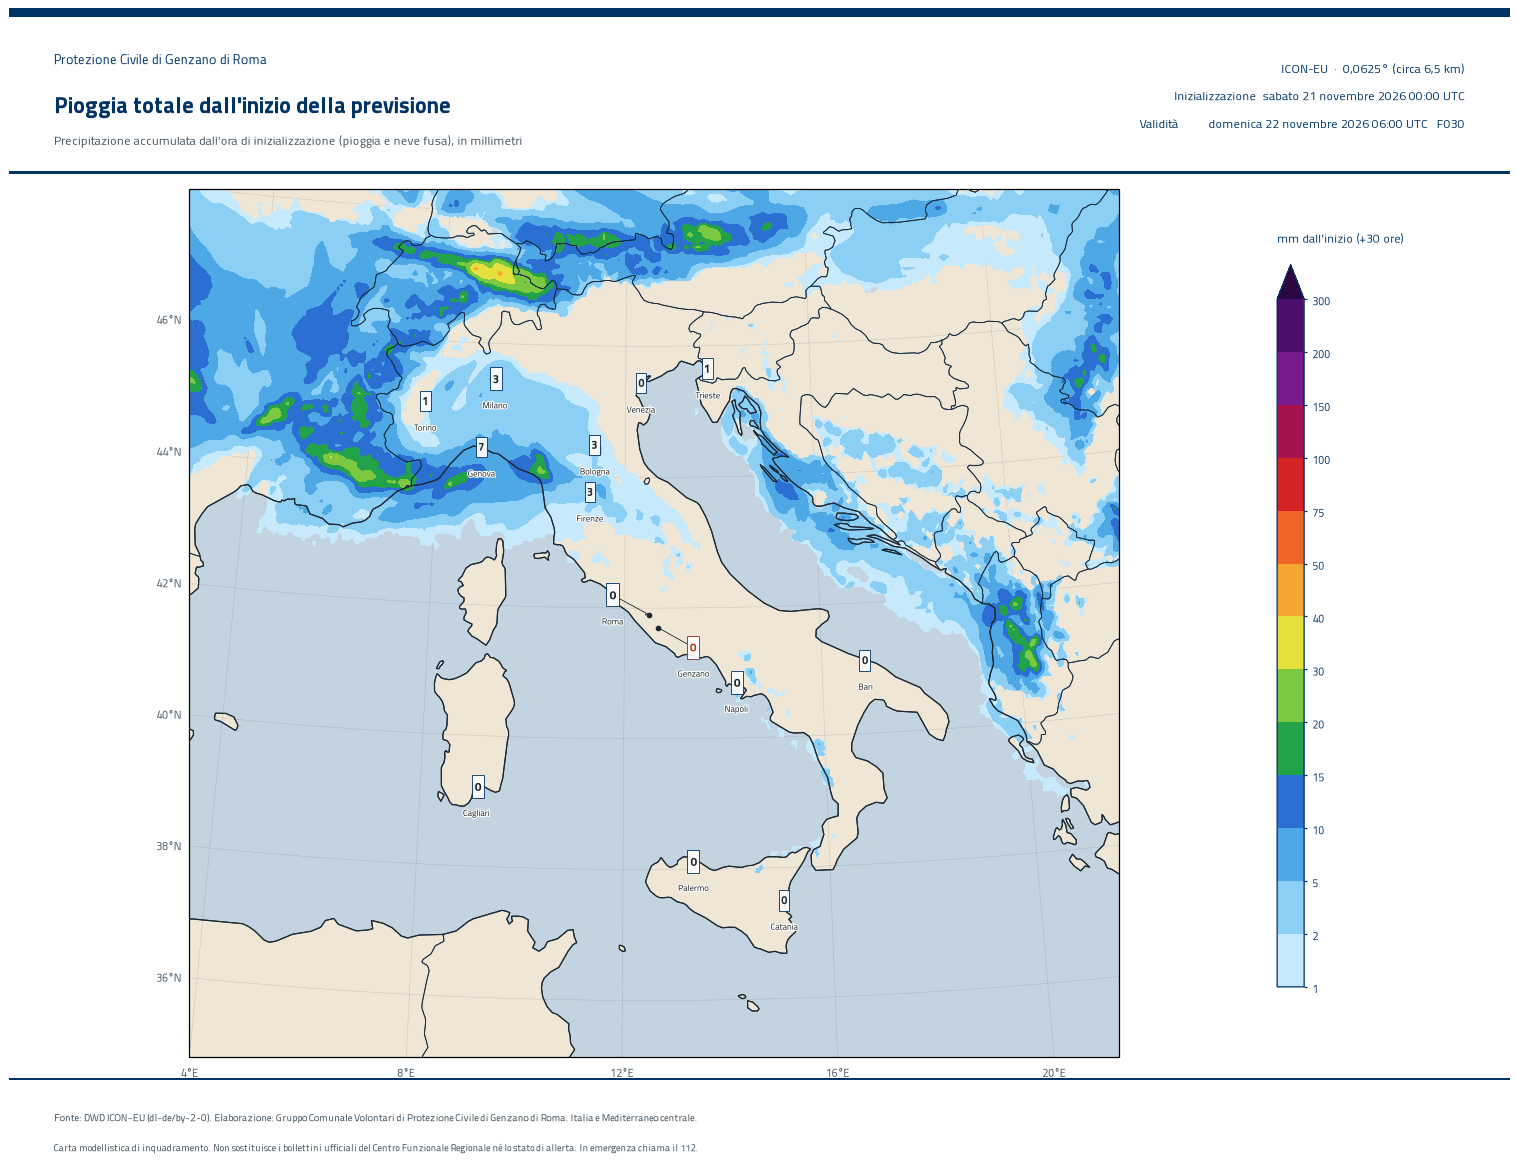 Protezione Civile di Genzano di Roma
Pioggia totale dall'inizio della previsione
Precipitazione accumulata dall'ora di inizializzazione (pioggia e neve fusa), in millimetri
ICON-EU · 0,0625° (circa 6,5 km)
Inizializzazione sabato 21 novembre 2026 00:00 UTC
Validità domenica 22 novembre 2026 06:00 UTC F030
mm dall'inizio (+30 ore)
300
200
150
100
75
50
40
30
20
15
10
5
2
1
46°N
44°N
42°N
40°N
38°N
36°N
4°E
8°E
12°E
16°E
20°E
1
Torino
3
Milano
0
Venezia
1
Trieste
7
Genova
3
Bologna
3
Firenze
0
Roma
0
Genzano
0
Napoli
0
Bari
0
Cagliari
0
Palermo
0
Catania
Fonte: DWD ICON-EU (dl-de/by-2-0). Elaborazione: Gruppo Comunale Volontari di Protezione Civile di Genzano di Roma. Italia e Mediterraneo centrale.
Carta modellistica di inquadramento. Non sostituisce i bollettini ufficiali del Centro Funzionale Regionale né lo stato di allerta. In emergenza chiama il 112.